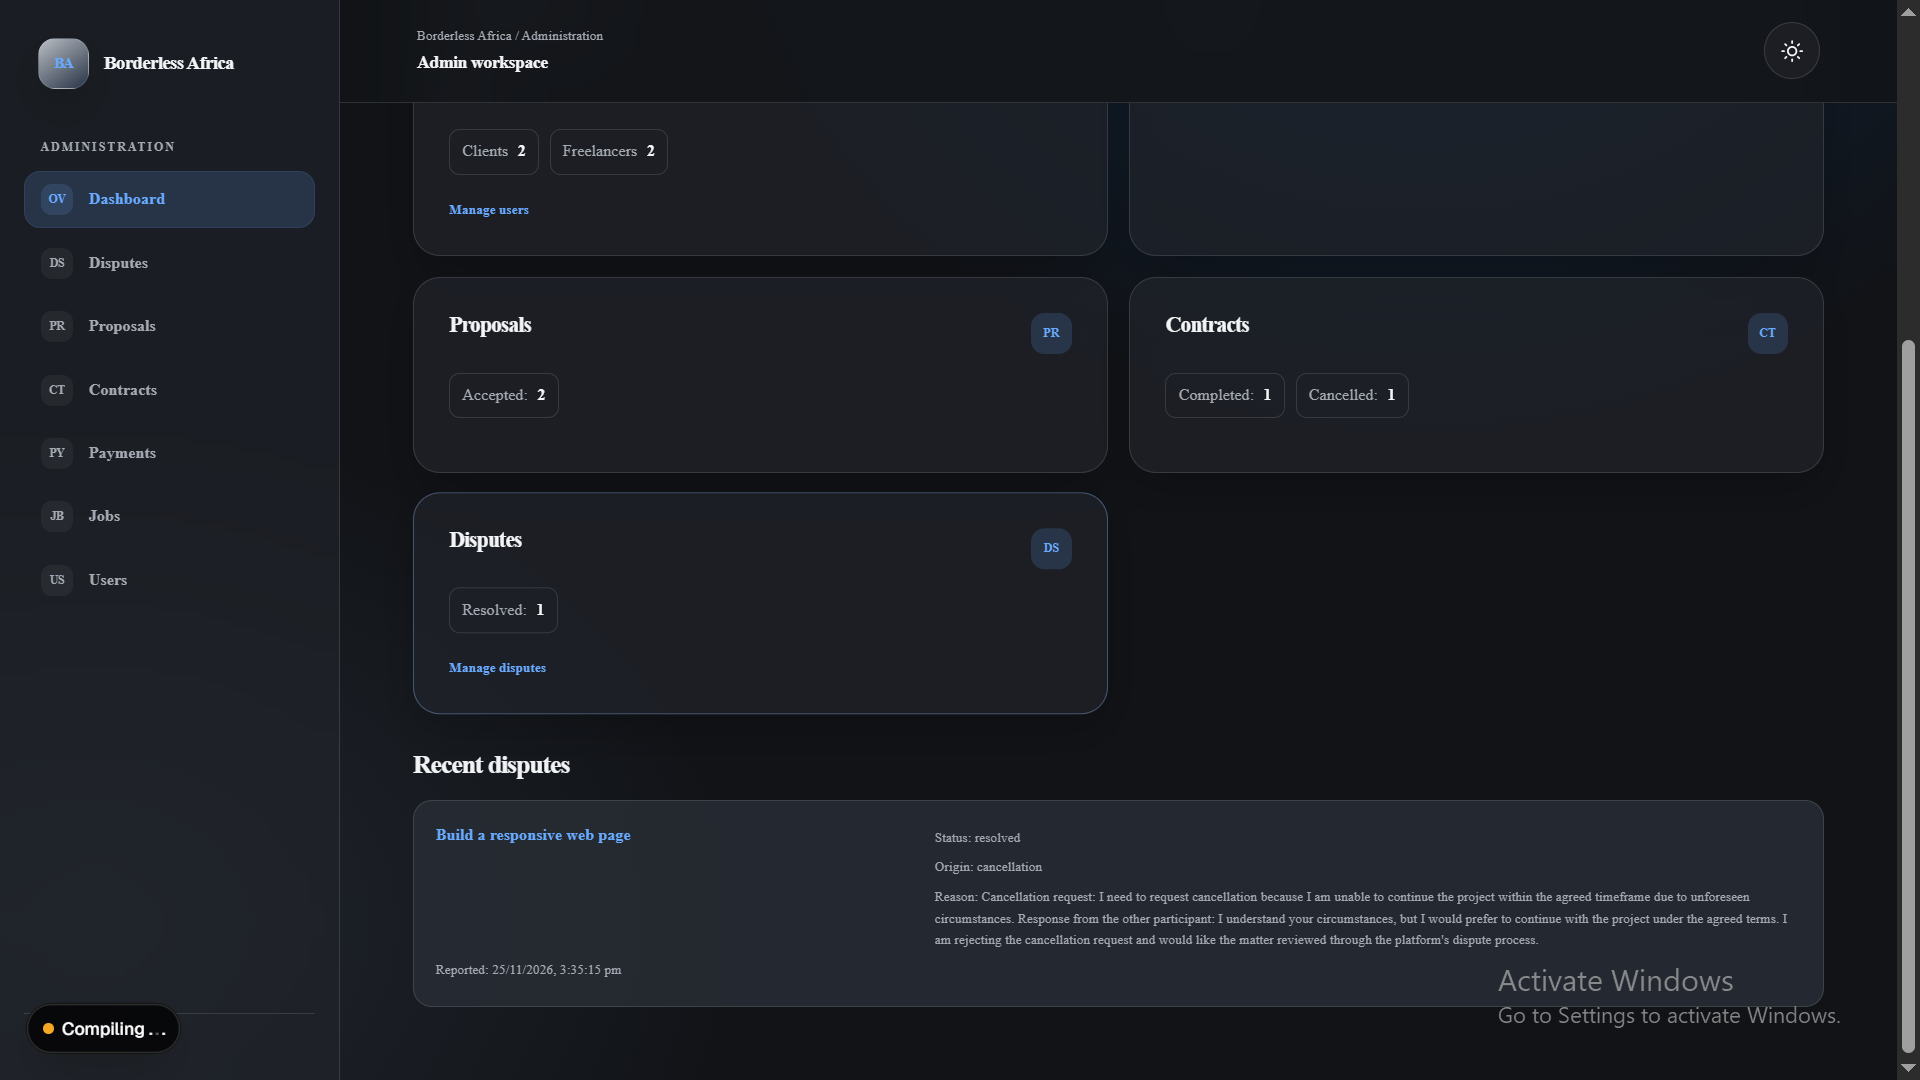 BA
Borderless Africa
ADMINISTRATION
OV Dashboard
DS Disputes
PR Proposals
CT Contracts
PY Payments
JB Jobs
US Users
Compiling ...
Borderless Africa / Administration
Admin workspace
Clients 2
Freelancers 2
Manage users
Proposals
PR
Accepted: 2
Contracts
CT
Completed: 1
Cancelled: 1
Disputes
DS
Resolved: 1
Manage disputes
Recent disputes
Build a responsive web page
Status: resolved
Origin: cancellation
Reason: Cancellation request: I need to request cancellation because I am unable to continue the project within the agreed timeframe due to unforeseen
circumstances. Response from the other participant: I understand your circumstances, but I would prefer to continue with the project under the agreed terms. I
am rejecting the cancellation request and would like the matter reviewed through the platform's dispute process.
Reported: 25/11/2026, 3:35:15 pm
Activate Windows
Go to Settings to activate Windows.